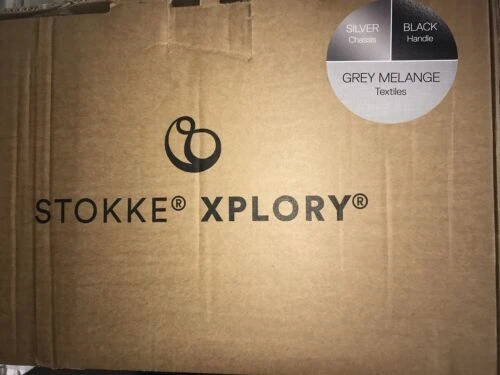 SILVER
Chassis
BLACK
Handle
GREY MELANGE
Textiles
STOKKE® XPLORY®